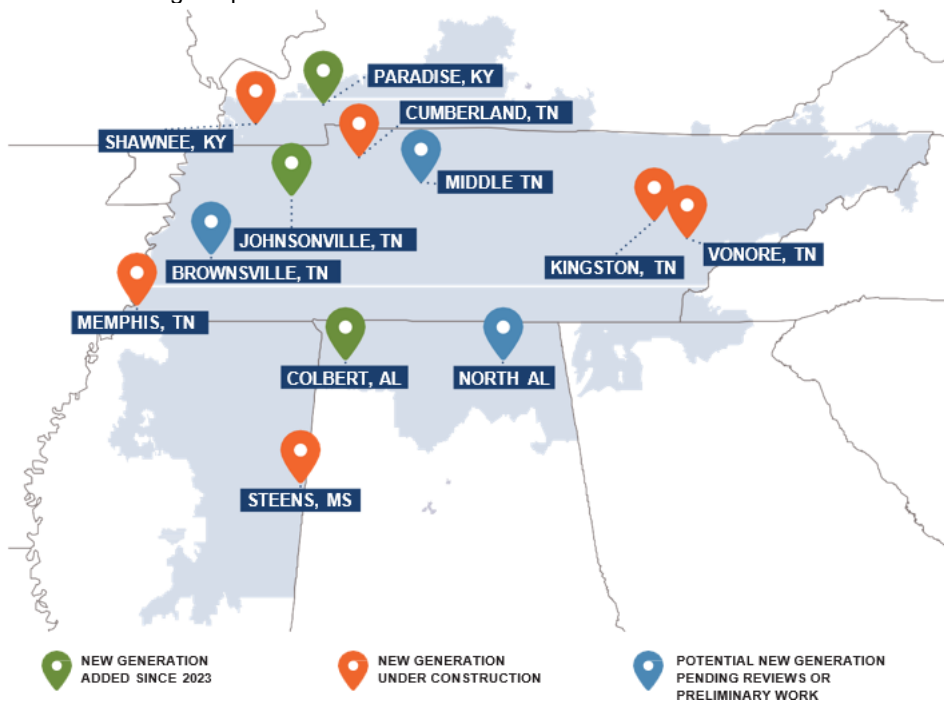 PARADISE, KY
CUMBERLAND, TN
SHAWNEE, KY
MIDDLE TN
JOHNSONVILLE, TN
KINGSTON, TN
VONORE, TN
BROWNSVILLE, TN
MEMPHIS, TN
COLBERT, AL
NORTH AL
STEENS, MS
NEW GENERATION
ADDED SINCE 2023
NEW GENERATION
UNDER CONSTRUCTION
POTENTIAL NEW GENERATION
PENDING REVIEWS OR
PRELIMINARY WORK